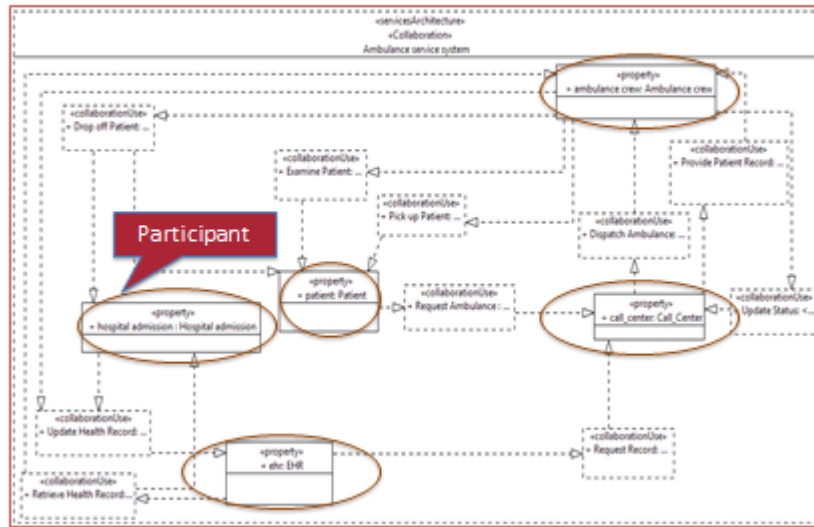 «servicesArchitecture»
«Collaboration»
Ambulance service system
«property»
+ ambulance crew: Ambulance crew
«collaborationUse»
+ Drop off Patient: ...
«collaborationUse»
+ Examine Patient: ...
«collaborationUse»
+ Provide Patient Record: ...
«collaborationUse»
+ Pick up Patient: ...
«collaborationUse»
+ Dispatch Ambulance: ...
Participant
«property»
+ hospital admission : Hospital admission
«property»
+ patient: Patient
«collaborationUse»
+ Request Ambulance : ...
«property»
+ call_center: Call_Center
«collaborationUse»
Update Status: <...
«collaborationUse»
+ Update Health Record: ...
«property»
+ ehr: EHR
«collaborationUse»
+ Request Record: ...
«collaborationUse»
+ Retrieve Health Record:...